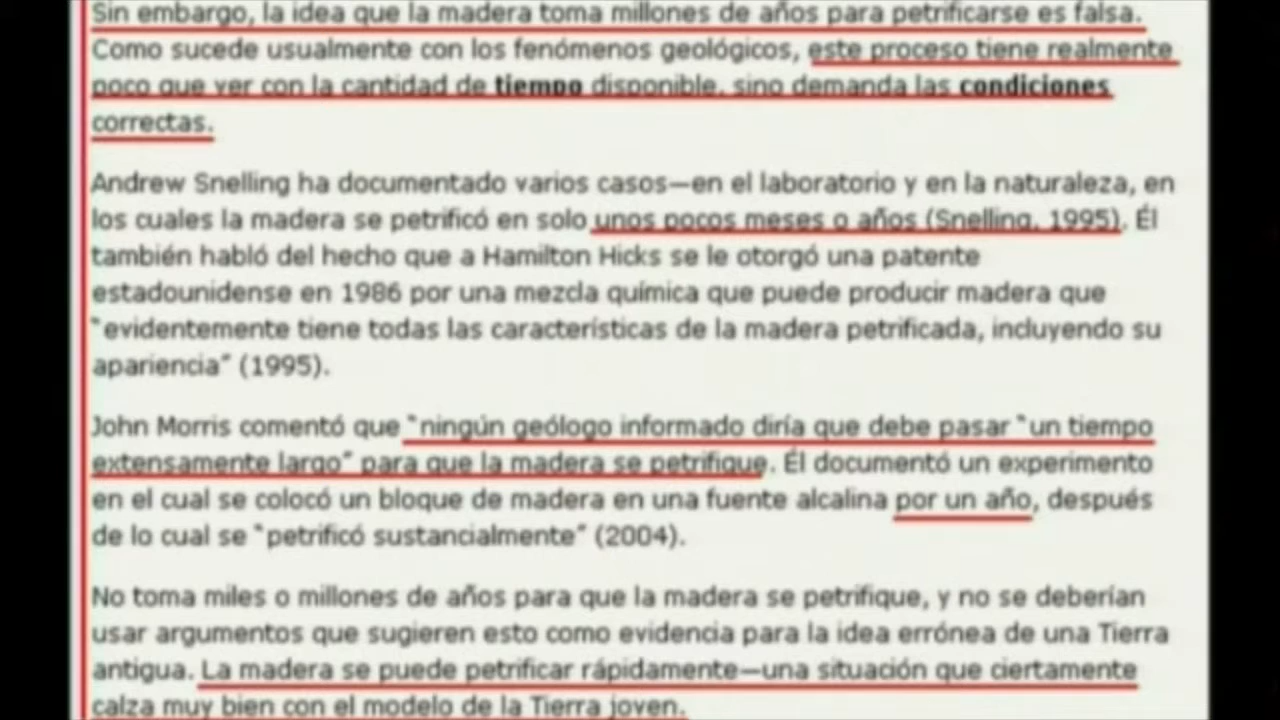 Sin embargo, la idea que la madera toma millones de años para petrificarse es falsa.
Como sucede usualmente con los fenómenos geológicos, este proceso tiene realmente
poco que ver con la cantidad de tiempo disponible, sino demanda las condiciones
correctas.
Andrew Snelling ha documentado varios casos—en el laboratorio y en la naturaleza, en
los cuales la madera se petrificó en solo unos pocos meses o años (Snelling, 1995). Él
también habló del hecho que a Hamilton Hicks se le otorgó una patente
estadounidense en 1986 por una mezcla química que puede producir madera que
“evidentemente tiene todas las características de la madera petrificada, incluyendo su
apariencia” (1995).
John Morris comentó que “ningún geólogo informado diría que debe pasar “un tiempo
extensamente largo” para que la madera se petrifique. Él documentó un experimento
en el cual se colocó un bloque de madera en una fuente alcalina por un año, después
de lo cual se “petrificó sustancialmente” (2004).
No toma miles o millones de años para que la madera se petrifique, y no se deberían
usar argumentos que sugieren esto como evidencia para la idea errónea de una Tierra
antigua. La madera se puede petrificar rápidamente—una situación que ciertamente
calza muy bien con el modelo de la Tierra joven.